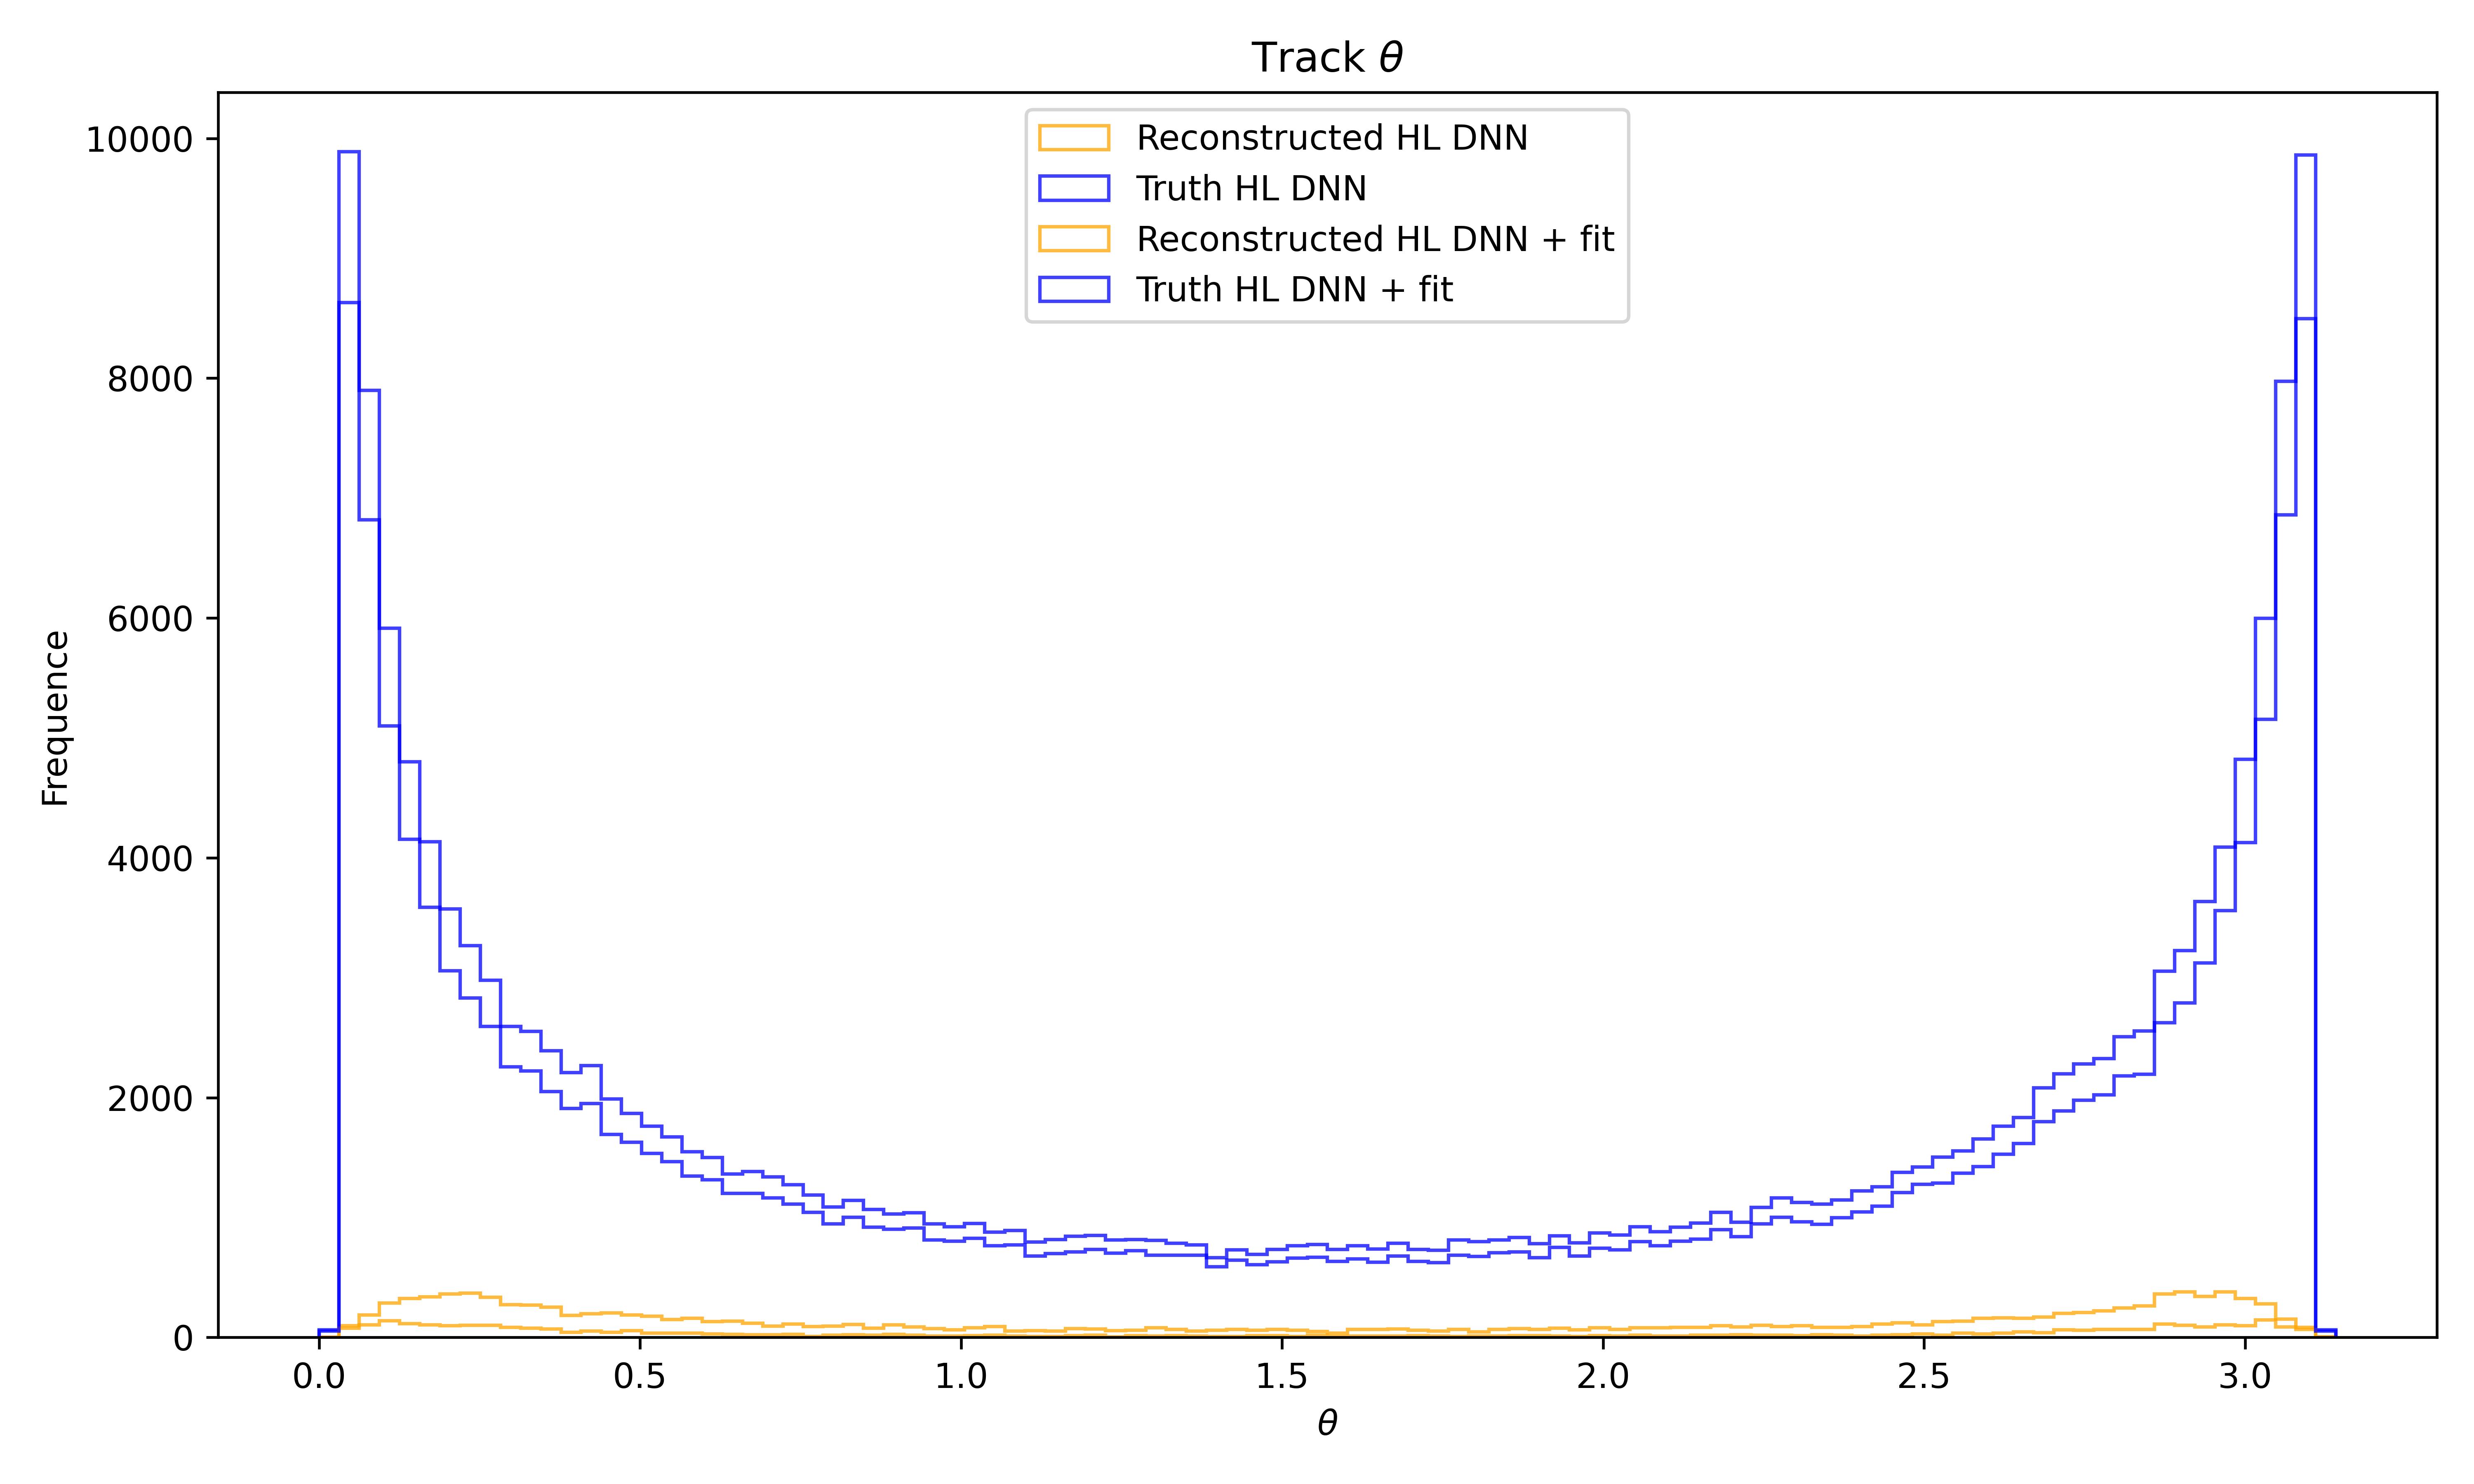 Track θ
Reconstructed HL DNN
Truth HL DNN
Reconstructed HL DNN + fit
Truth HL DNN + fit
Frequence
10000
8000
6000
4000
2000
0
0.0 0.5 1.0 1.5 2.0 2.5 3.0
θ